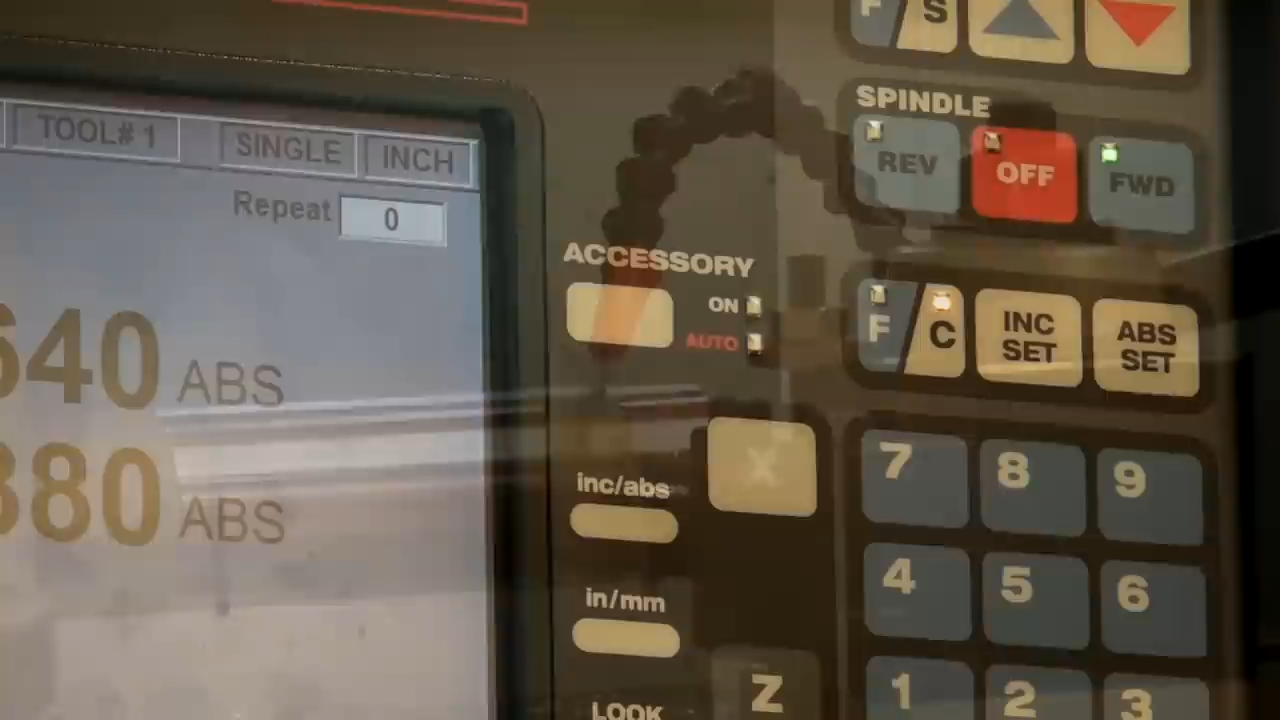 F/S
TOOL# 1
SINGLE
INCH
Repeat
0
640 ABS
880 ABS
ACCESSORY
ON
AUTO
inc/abs
in/mm
LOOK
X
Z
SPINDLE
REV
OFF
FWD
F/C
INC
SET
ABS
SET
7
8
9
4
5
6
1
2
3